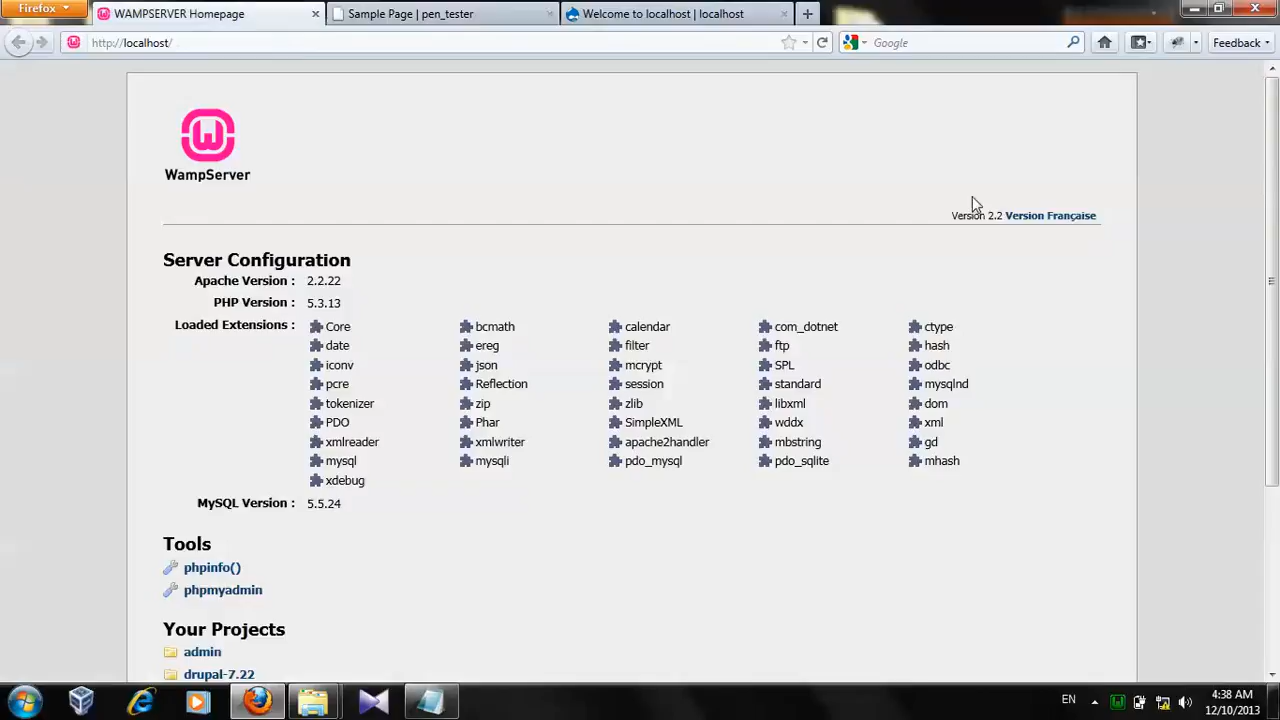 Firefox
WAMPSERVER Homepage
Sample Page | pen_tester
Welcome to localhost | localhost
http://localhost/
Google
Feedback
WampServer
Version 2.2 Version Française
Server Configuration
Apache Version : 2.2.22
PHP Version : 5.3.13
Loaded Extensions : Core bcmath calendar com_dotnet ctype
date ereg filter ftp hash
iconv json mcrypt SPL odbc
pcre Reflection session standard mysqlnd
tokenizer zip zlib libxml dom
PDO Phar SimpleXML wddx xml
xmlreader xmlwriter apache2handler mbstring gd
mysql mysqli pdo_mysql pdo_sqlite mhash
xdebug
MySQL Version : 5.5.24
Tools
phpinfo()
phpmyadmin
Your Projects
admin
drupal-7.22
EN
4:38 AM
12/10/2013